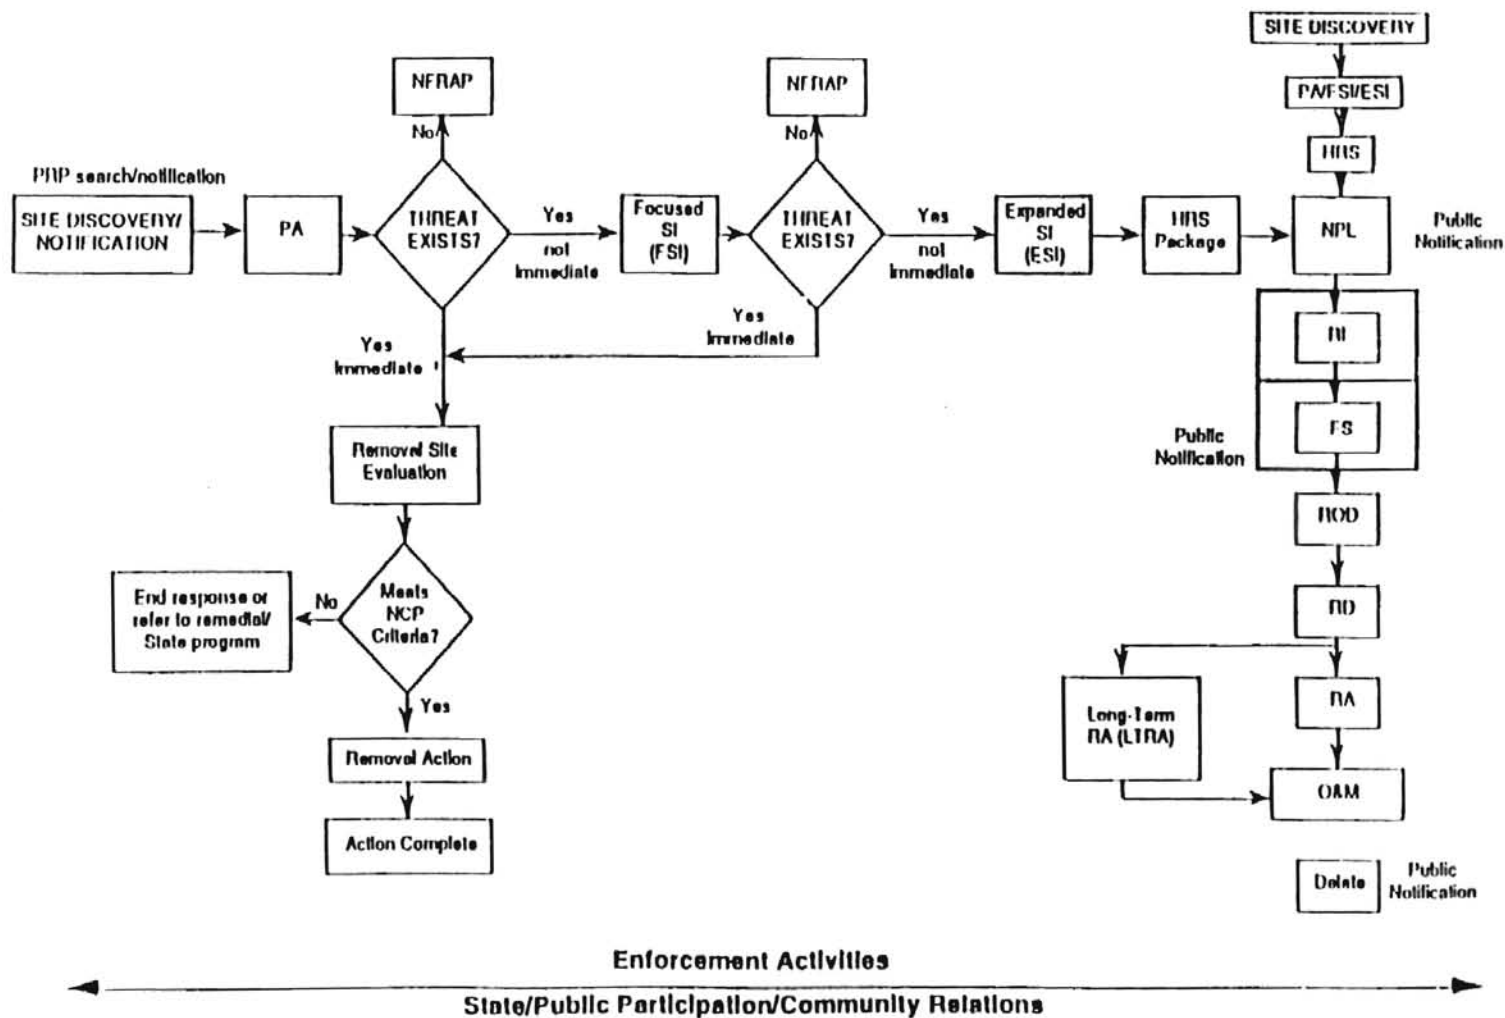 SITE DISCOVERY
PA/FSI/ESI
HRS
NFRAP
NFRAP
No
No
PRP search/notification
SITE DISCOVERY/
NOTIFICATION
PA
THREAT
EXISTS?
Yes
not
Immediate
Focused
SI
(FSI)
THREAT
EXISTS?
Yes
not
Immediate
Expanded
SI
(ESI)
HRS
Package
NPL
Public
Notification
Yes
Immediate
Yes
Immediate
RI
FS
Public
Notification
Removal Site
Evaluation
ROD
Meets
NCP
Criteria?
No
End response or
refer to remedial/
State program
RD
Yes
Long-Term
RA (LTRA)
RA
Removal Action
O&M
Action Complete
Delete
Public
Notification
Enforcement Activities
State/Public Participation/Community Relations